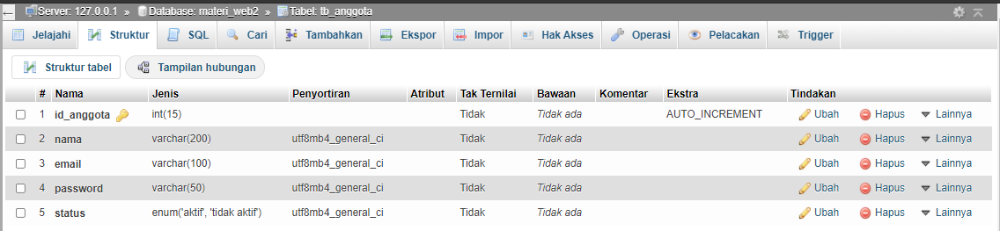 Server: 127.0.0.1 » Database: materi_web2 » Tabel: tb_anggota
Jelajahi Struktur SQL Cari Tambahkan Ekspor Impor Hak Akses Operasi Pelacakan Trigger
Struktur tabel Tampilan hubungan
# Nama Jenis Penyortiran Atribut Tak Ternilai Bawaan Komentar Ekstra Tindakan
1 id_anggota int(15) Tidak Tidak ada AUTO_INCREMENT Ubah Hapus Lainnya
2 nama varchar(200) utf8mb4_general_ci Tidak Tidak ada Ubah Hapus Lainnya
3 email varchar(100) utf8mb4_general_ci Tidak Tidak ada Ubah Hapus Lainnya
4 password varchar(50) utf8mb4_general_ci Tidak Tidak ada Ubah Hapus Lainnya
5 status enum('aktif', 'tidak aktif') utf8mb4_general_ci Tidak Tidak ada Ubah Hapus Lainnya